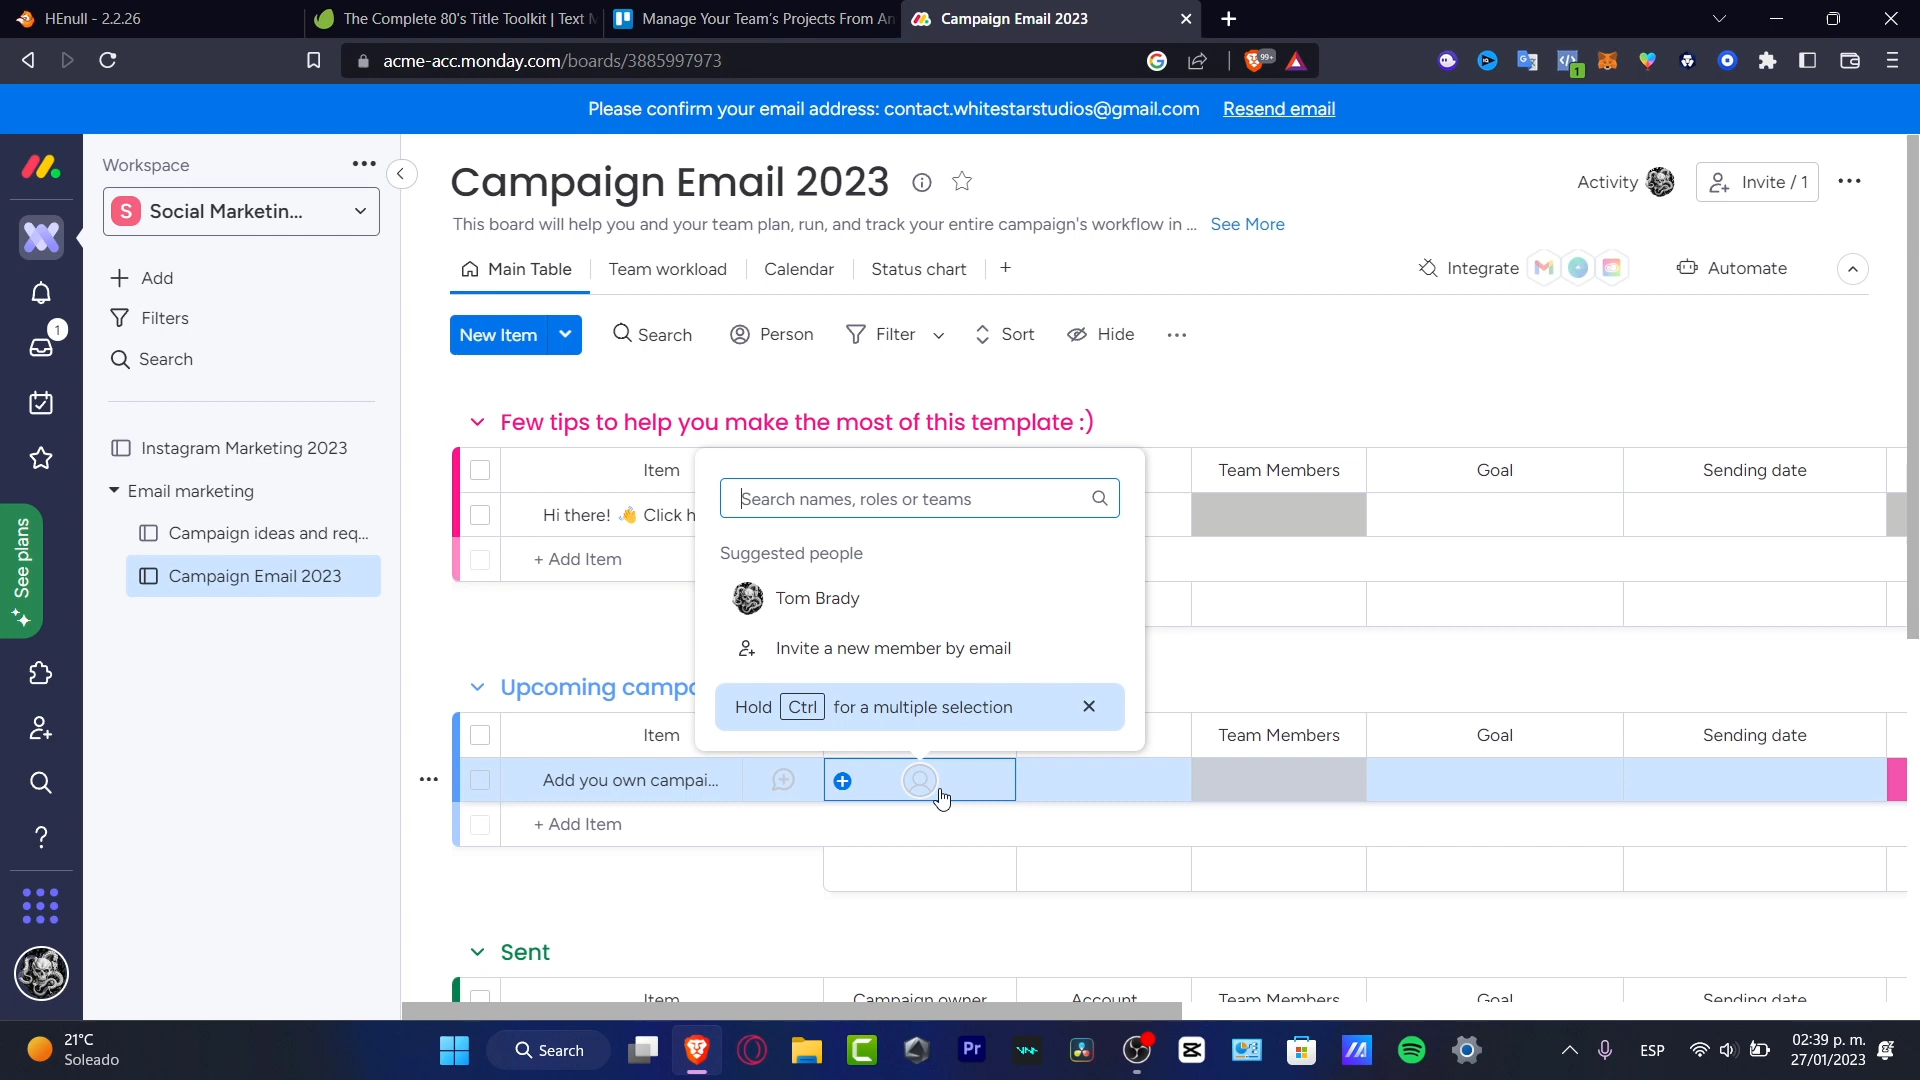 HEnull - 2.2.26
The Complete 80's Title Toolkit | Text
Manage Your Team's Projects From An
Campaign Email 2023
acme-acc.monday.com/boards/3885997973
99+
1
Please confirm your email address: contact.whitestarstudios@gmail.com Resend email
Workspace
S Social Marketin...
Add
Filters
Search
Instagram Marketing 2023
Email marketing
Campaign ideas and req...
Campaign Email 2023
1
See plans
Campaign Email 2023
Activity
Invite / 1
This board will help you and your team plan, run, and track your entire campaign's workflow in ... See More
Main Table
Team workload
Calendar
Status chart
Integrate
Automate
New Item
Search
Person
Filter
Sort
Hide
Few tips to help you make the most of this template :)
Item
Team Members
Goal
Sending date
Hi there! 👋 Click h
+ Add Item
Search names, roles or teams
Suggested people
Tom Brady
Invite a new member by email
Hold Ctrl for a multiple selection
Upcoming campa
Item
Team Members
Goal
Sending date
Add you own campai...
+ Add Item
Sent
Item
Campaign owner
Account
Team Members
Goal
Sending date
21°C
Soleado
Search
Pr
ESP
02:39 p. m.
27/01/2023